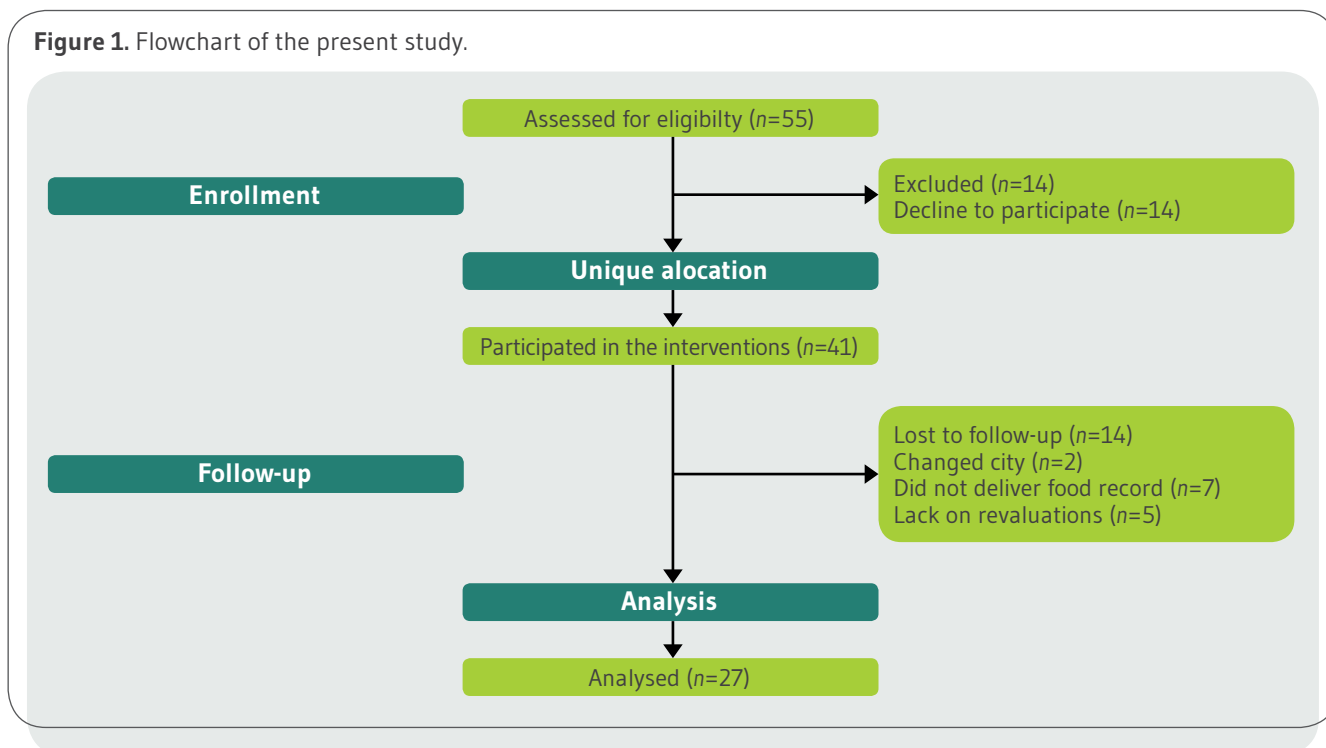 Figure 1. Flowchart of the present study.
Assessed for eligibilty (n=55)
Enrollment
Excluded (n=14)
Decline to participate (n=14)
Unique alocation
Participated in the interventions (n=41)
Follow-up
Lost to follow-up (n=14)
Changed city (n=2)
Did not deliver food record (n=7)
Lack on revaluations (n=5)
Analysis
Analysed (n=27)